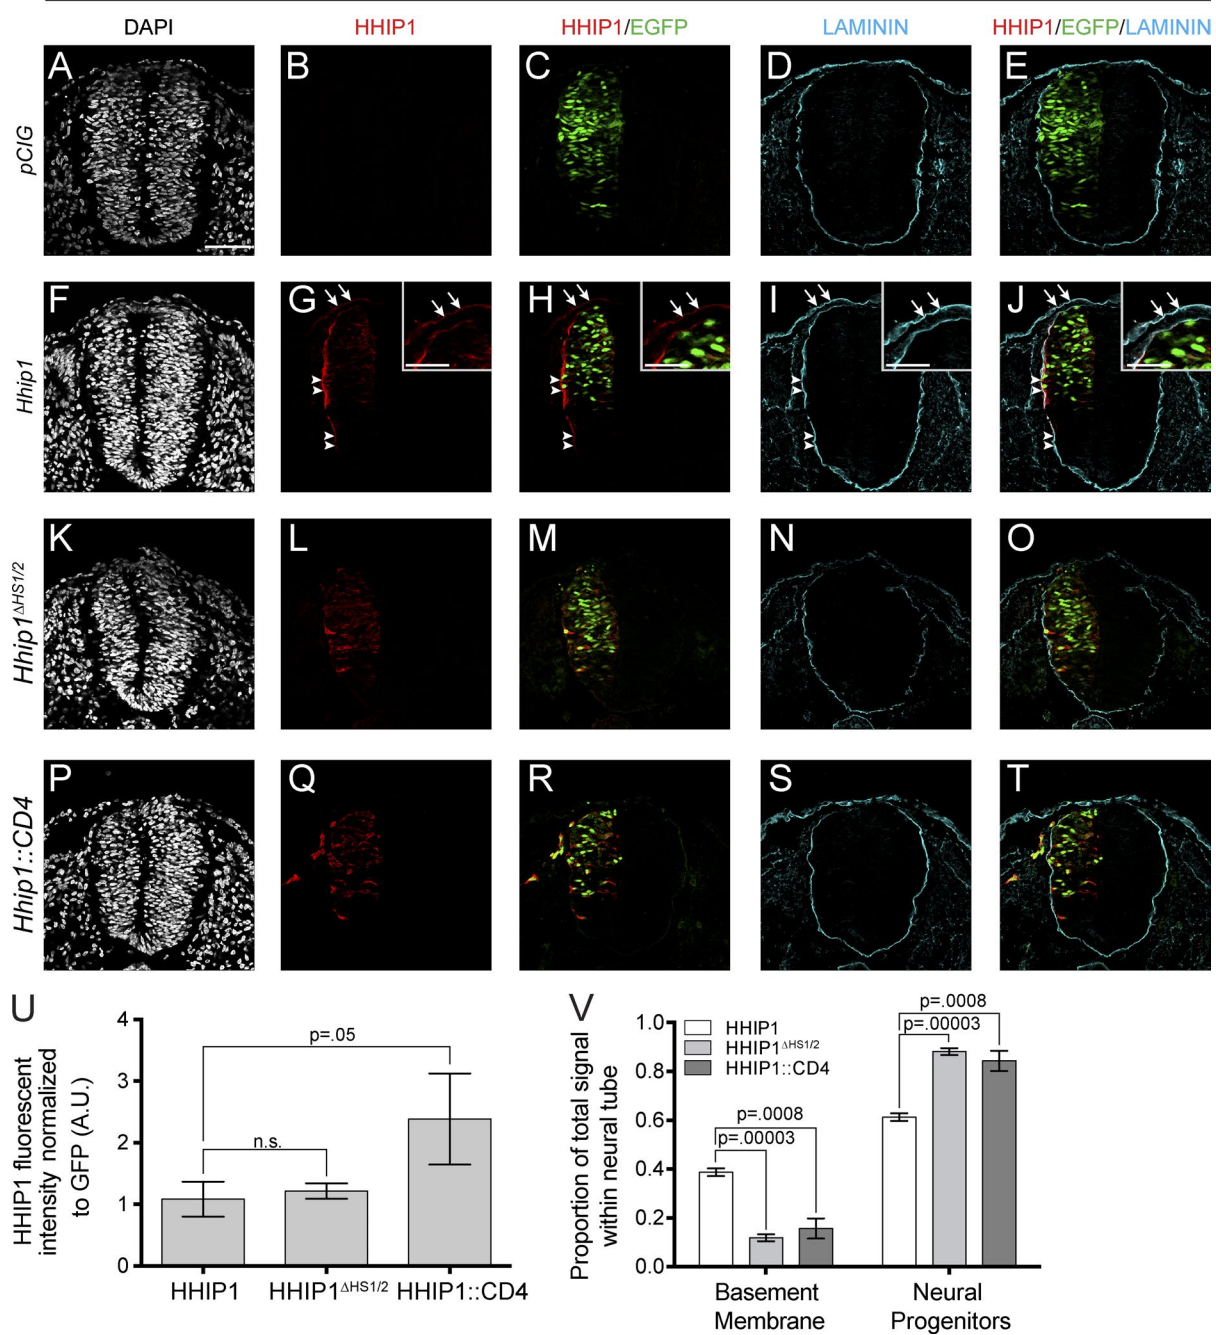 DAPI HHIP1 HHIP1/EGFP LAMININ HHIP1/EGFP/LAMININ
pCIG
A B C D E
Hhip1
F G H I J
Hhip1ΔHS1/2
K L M N O
Hhip1::CD4
P Q R S T
U
HHIP1 fluorescent
intensity normalized
to GFP (A.U.)
4
3
2
1
0
p=.05
n.s.
HHIP1 HHIP1ΔHS1/2 HHIP1::CD4
V
Proportion of total signal
within neural tube
1.0
0.8
0.6
0.4
0.2
0.0
HHIP1
HHIP1ΔHS1/2
HHIP1::CD4
p=.0008
p=.00003
p=.0008
p=.00003
Basement
Membrane
Neural
Progenitors